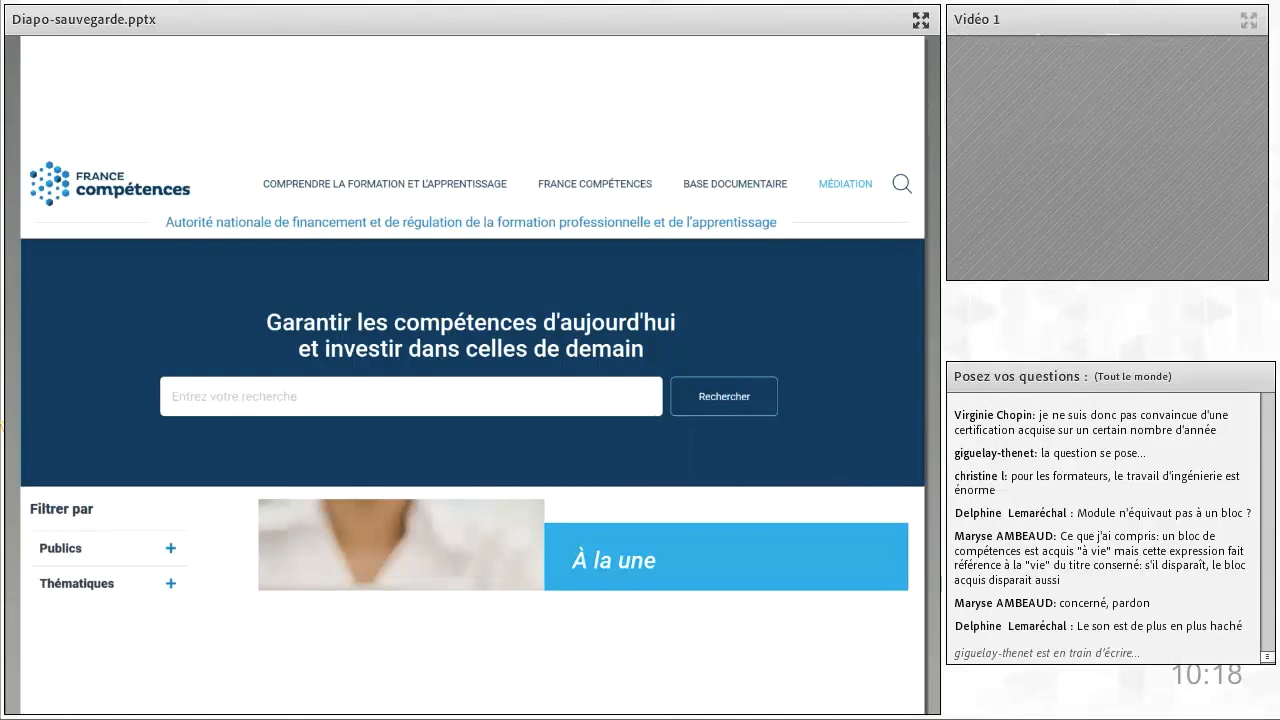 Diapo-sauvegarde.pptx
FRANCE
compétences
COMPRENDRE LA FORMATION ET L'APPRENTISSAGE
FRANCE COMPÉTENCES
BASE DOCUMENTAIRE
MÉDIATION
Autorité nationale de financement et de régulation de la formation professionnelle et de l'apprentissage
Garantir les compétences d'aujourd'hui
et investir dans celles de demain
Entrez votre recherche
Rechercher
Filtrer par
Publics +
Thématiques +
À la une
Vidéo 1
Posez vos questions : (Tout le monde)
Virginie Chopin: je ne suis donc pas convaincue d'une
certification acquise sur un certain nombre d'année
giguelay-thenet: la question se pose...
christine l: pour les formateurs, le travail d'ingénierie est
énorme
Delphine Lemaréchal : Module n'équivaut pas à un bloc ?
Maryse AMBEAUD: Ce que j'ai compris: un bloc de
compétences est acquis "à vie" mais cette expression fait
référence à la "vie" du titre conserné: s'il disparaît, le bloc
acquis disparait aussi
Maryse AMBEAUD: concerné, pardon
Delphine Lemaréchal : Le son est de plus en plus haché
giguelay-thenet est en train d'écrire...
10:18